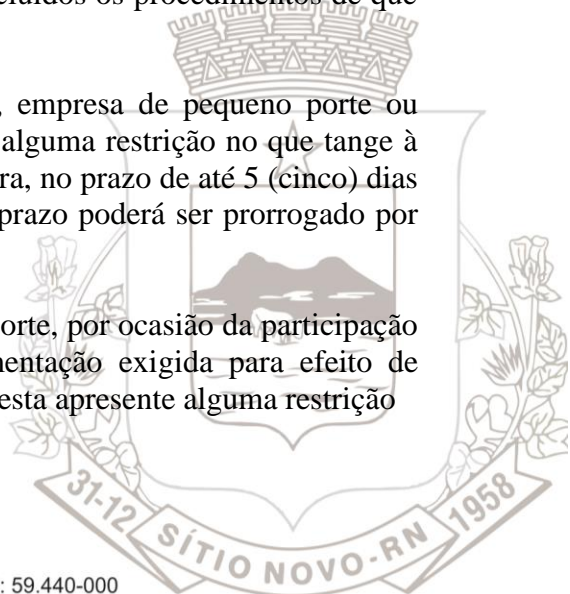 cluídos os procedimentos de que
, empresa de pequeno porte ou
alguma restrição no que tange à
ra, no prazo de até 5 (cinco) dias
prazo poderá ser prorrogado por
orte, por ocasião da participação
mentação exigida para efeito de
esta apresente alguma restrição
31-12 SÍTIO NOVO-RN 1958
: 59.440-000